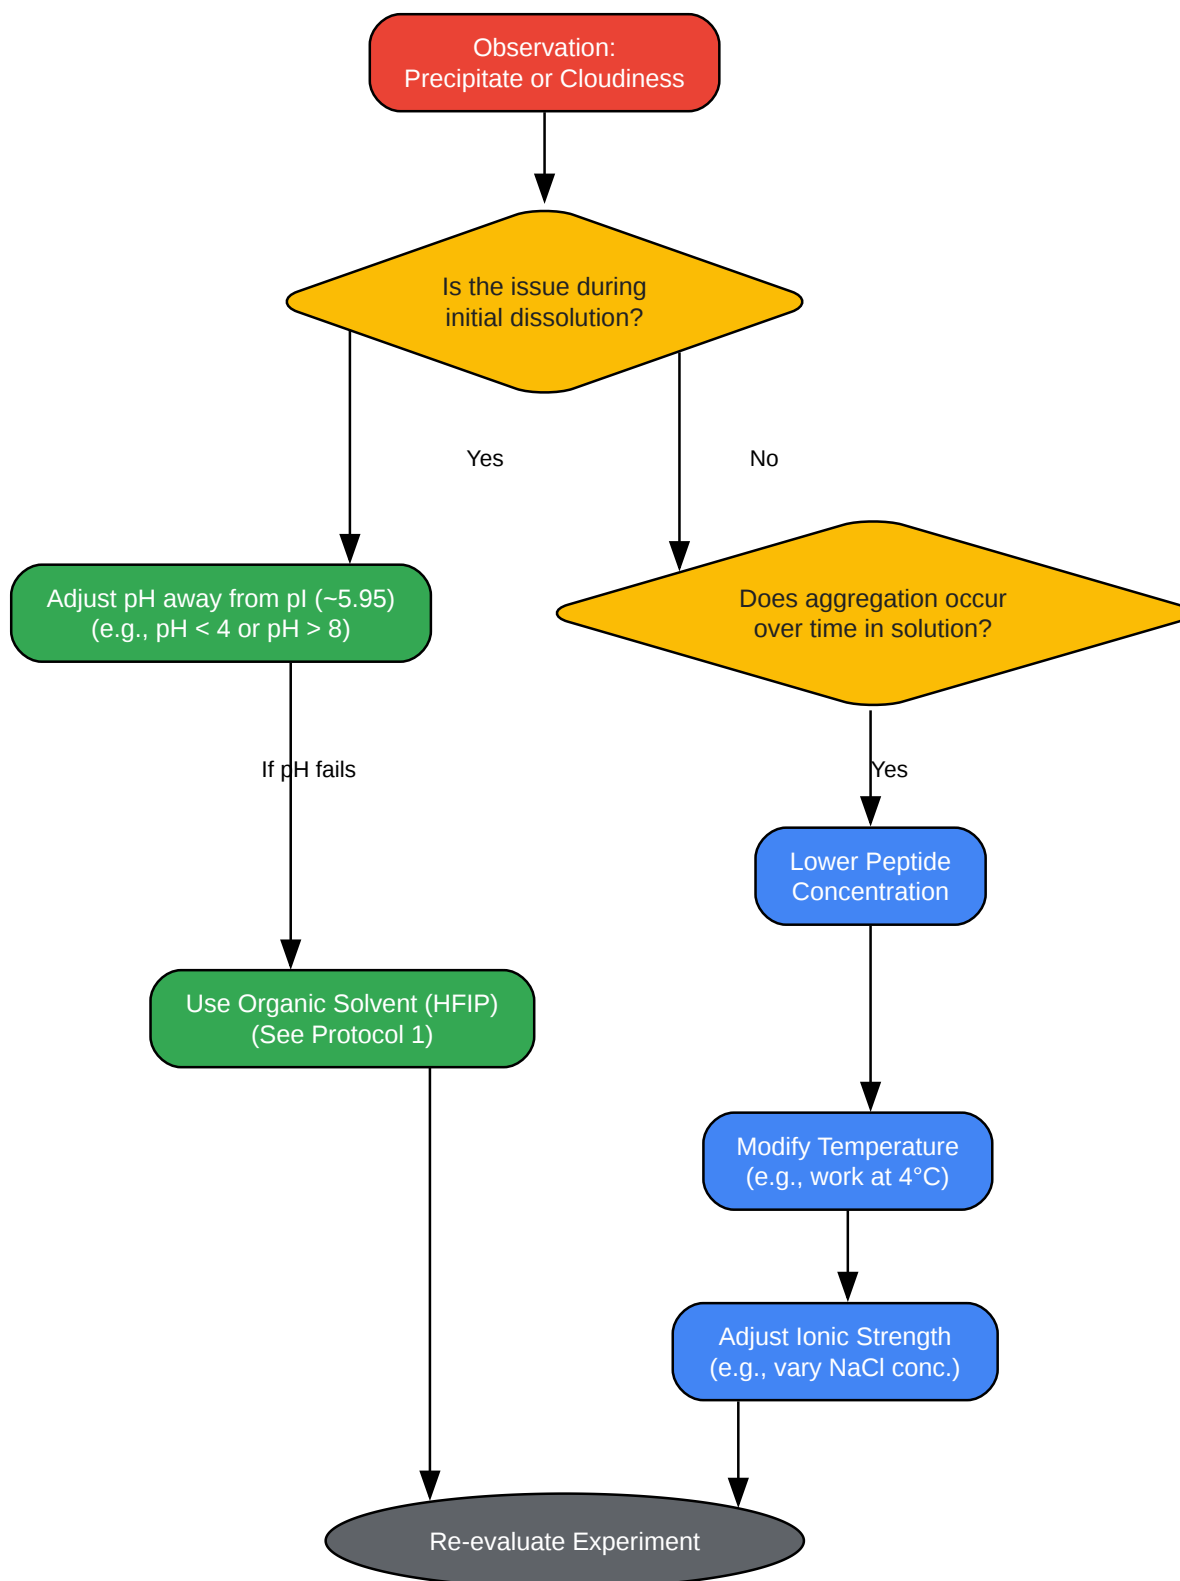 Observation:
Precipitate or Cloudiness
Is the issue during
initial dissolution?
Yes
No
Adjust pH away from pI (~5.95)
(e.g., pH < 4 or pH > 8)
Does aggregation occur
over time in solution?
If pH fails
Yes
Lower Peptide
Concentration
Use Organic Solvent (HFIP)
(See Protocol 1)
Modify Temperature
(e.g., work at 4°C)
Adjust Ionic Strength
(e.g., vary NaCl conc.)
Re-evaluate Experiment